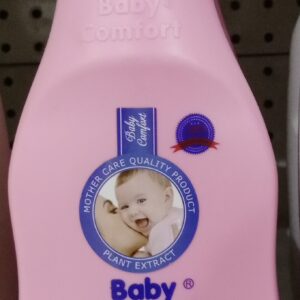 Baby
Comfort
Baby
Comfort
MOTHER CARE QUALITY PRODUCT
PLANT EXTRACT
Baby ®